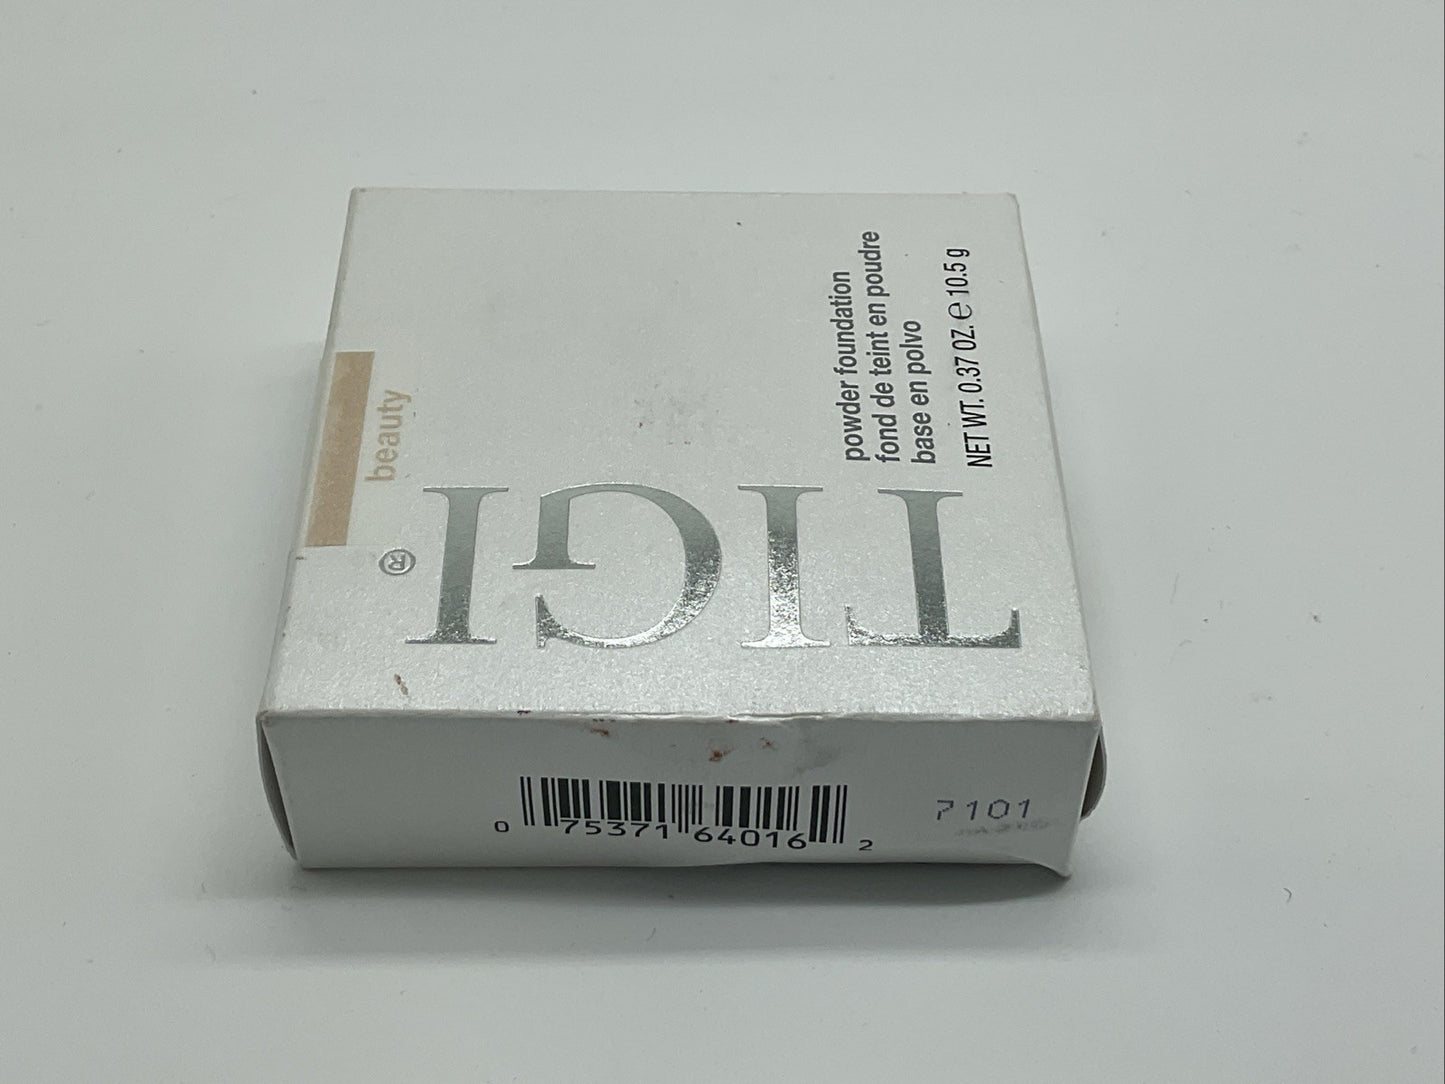 TIGI®
beauty
powder foundation
fond de teint en poudre
base en polvo
NET WT. 0.37 OZ. ℮ 10.5 g
0 75371 64016 2
7101